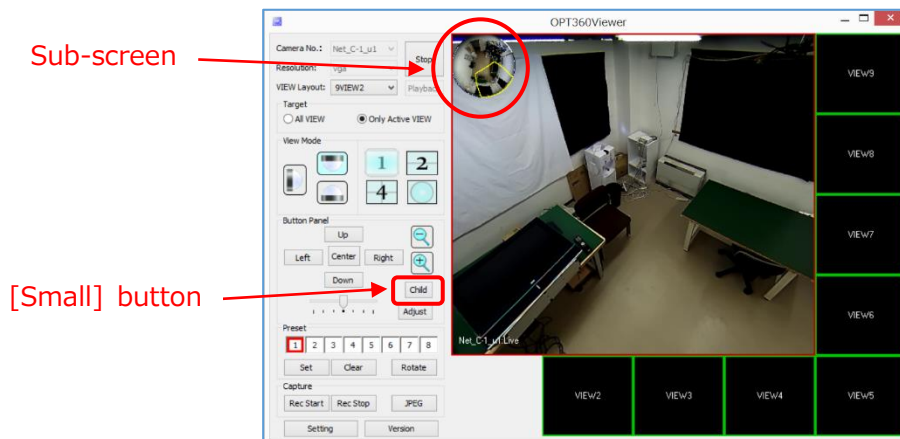 OPT360Viewer
Sub-screen
Camera No.: Net_C-1_u1
Stop
Resolution: vga
VIEW Layout: 9VIEW2
Playback
Target
All VIEW Only Active VIEW
View Mode
1 2
4
Button Panel
Up
Left Center Right
Down
[Small] button
Child
Adjust
Preset
1 2 3 4 5 6 7 8
Set Clear Rotate
Capture
Rec Start Rec Stop JPEG
Setting Version
Net_C-1_u1:Live
VIEW9
VIEW8
VIEW7
VIEW6
VIEW2 VIEW3 VIEW4 VIEW5